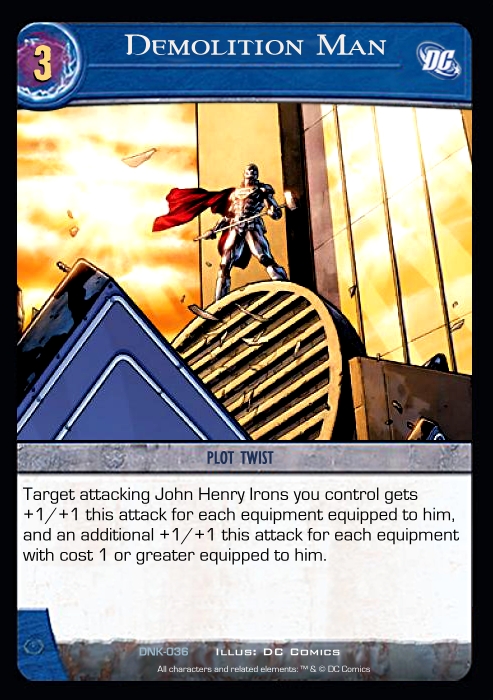 3
Demolition Man
DC
PLOT TWIST
Target attacking John Henry Irons you control gets
+1/+1 this attack for each equipment equipped to him,
and an additional +1/+1 this attack for each equipment
with cost 1 or greater equipped to him.
DNK-036 Illus: DC Comics
All characters and related elements: ™ & © DC Comics